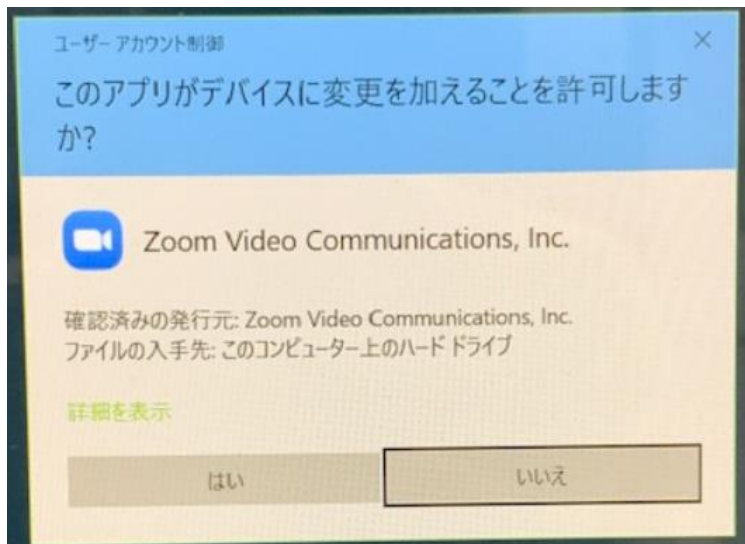 ユーザー アカウント制御
このアプリがデバイスに変更を加えることを許可します
か?
Zoom Video Communications, Inc.
確認済みの発行元: Zoom Video Communications, Inc.
ファイルの入手先: このコンピューター上のハード ドライブ
詳細を表示
はい
いいえ